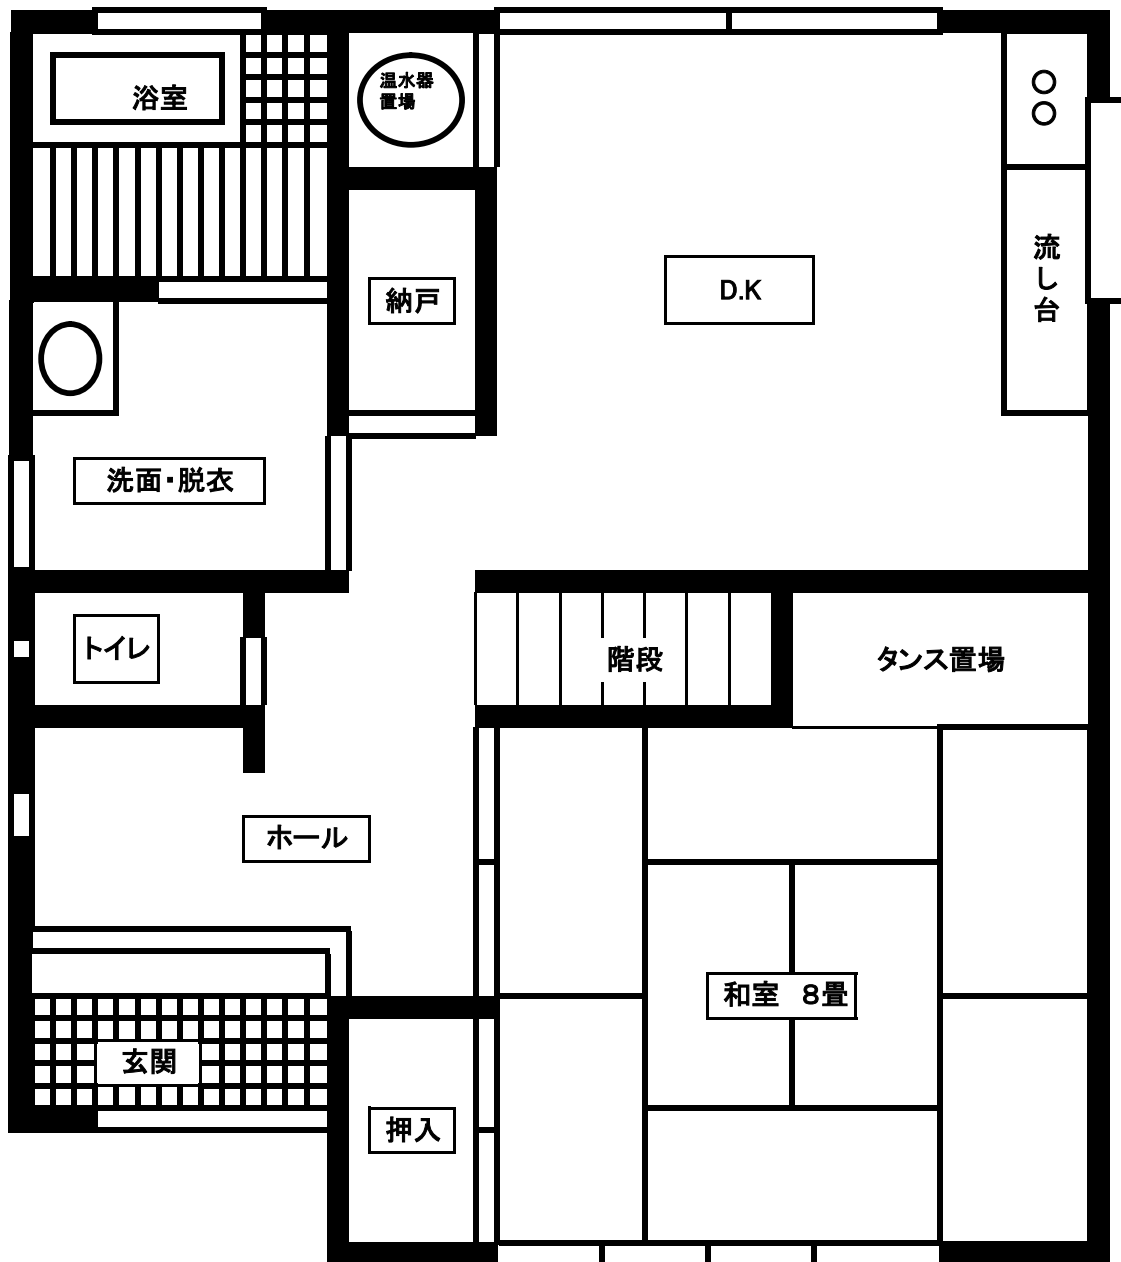 浴室
温水器
置場
納戸
D.K
流し台
洗面・脱衣
トイレ
階段
タンス置場
ホール
和室　８畳
玄関
押入